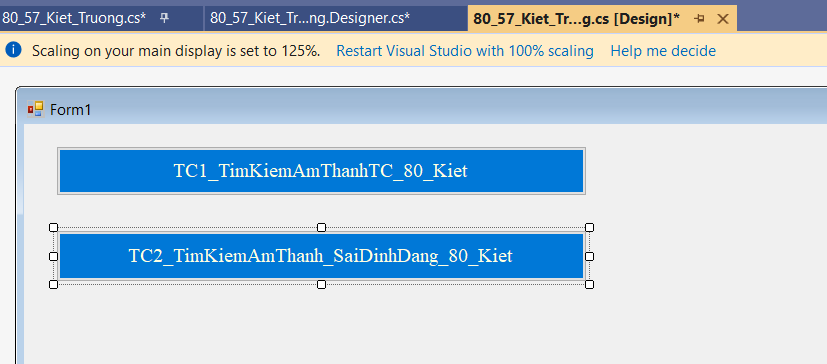 80_57_Kiet_Truong.cs*
80_57_Kiet_Tr...ng.Designer.cs*
80_57_Kiet_Tr...g.cs [Design]*
Scaling on your main display is set to 125%. Restart Visual Studio with 100% scaling Help me decide
Form1
TC1_TimKiemAmThanhTC_80_Kiet
TC2_TimKiemAmThanh_SaiDinhDang_80_Kiet